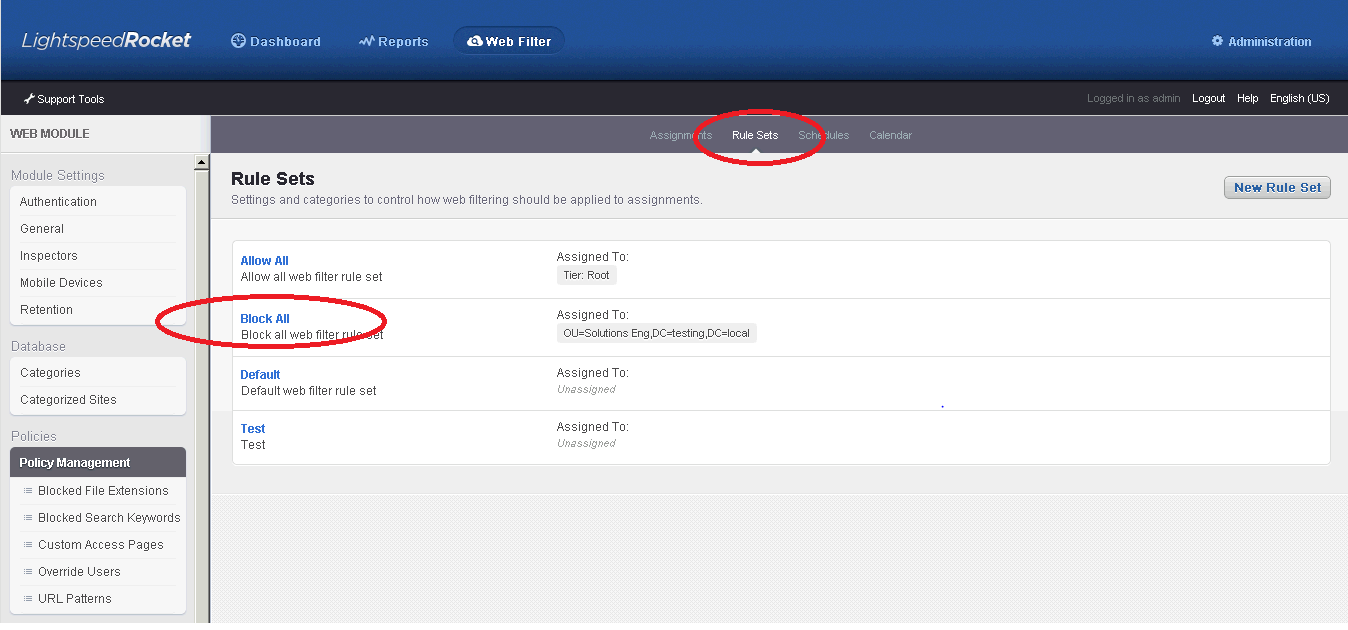 LightspeedRocket Dashboard Reports Web Filter Administration
Support Tools Logged in as admin Logout Help English (US)
WEB MODULE
Assignments Rule Sets Schedules Calendar
Module Settings
Authentication
General
Inspectors
Mobile Devices
Retention
Database
Categories
Categorized Sites
Policies
Policy Management
Blocked File Extensions
Blocked Search Keywords
Custom Access Pages
Override Users
URL Patterns
Rule Sets
Settings and categories to control how web filtering should be applied to assignments.
New Rule Set
Allow All
Allow all web filter rule set
Assigned To:
Tier: Root
Block All
Block all web filter rule set
Assigned To:
OU=Solutions Eng,DC=testing,DC=local
Default
Default web filter rule set
Assigned To:
Unassigned
Test
Test
Assigned To:
Unassigned